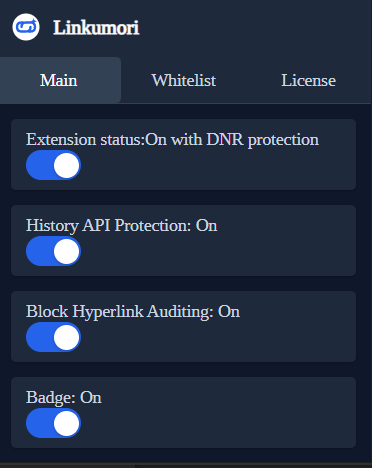 Linkumori
Main Whitelist License
Extension status:On with DNR protection
History API Protection: On
Block Hyperlink Auditing: On
Badge: On